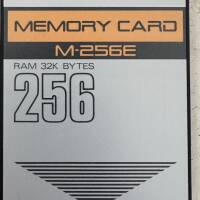 MEMORY CARD
M-256E
RAM 32K BYTES
256